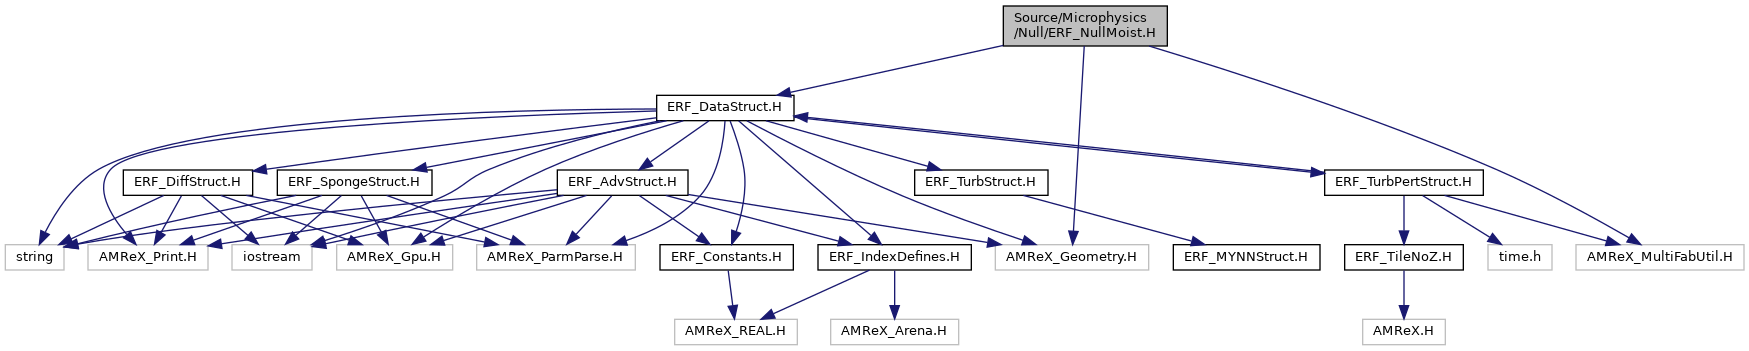 Source/Microphysics
/Null/ERF_NullMoist.H
ERF_DataStruct.H
ERF_DiffStruct.H
ERF_SpongeStruct.H
ERF_AdvStruct.H
ERF_TurbStruct.H
ERF_TurbPertStruct.H
string
AMReX_Print.H
iostream
AMReX_Gpu.H
AMReX_ParmParse.H
ERF_Constants.H
ERF_IndexDefines.H
AMReX_Geometry.H
ERF_MYNNStruct.H
ERF_TileNoZ.H
time.h
AMReX_MultiFabUtil.H
AMReX_REAL.H
AMReX_Arena.H
AMReX.H